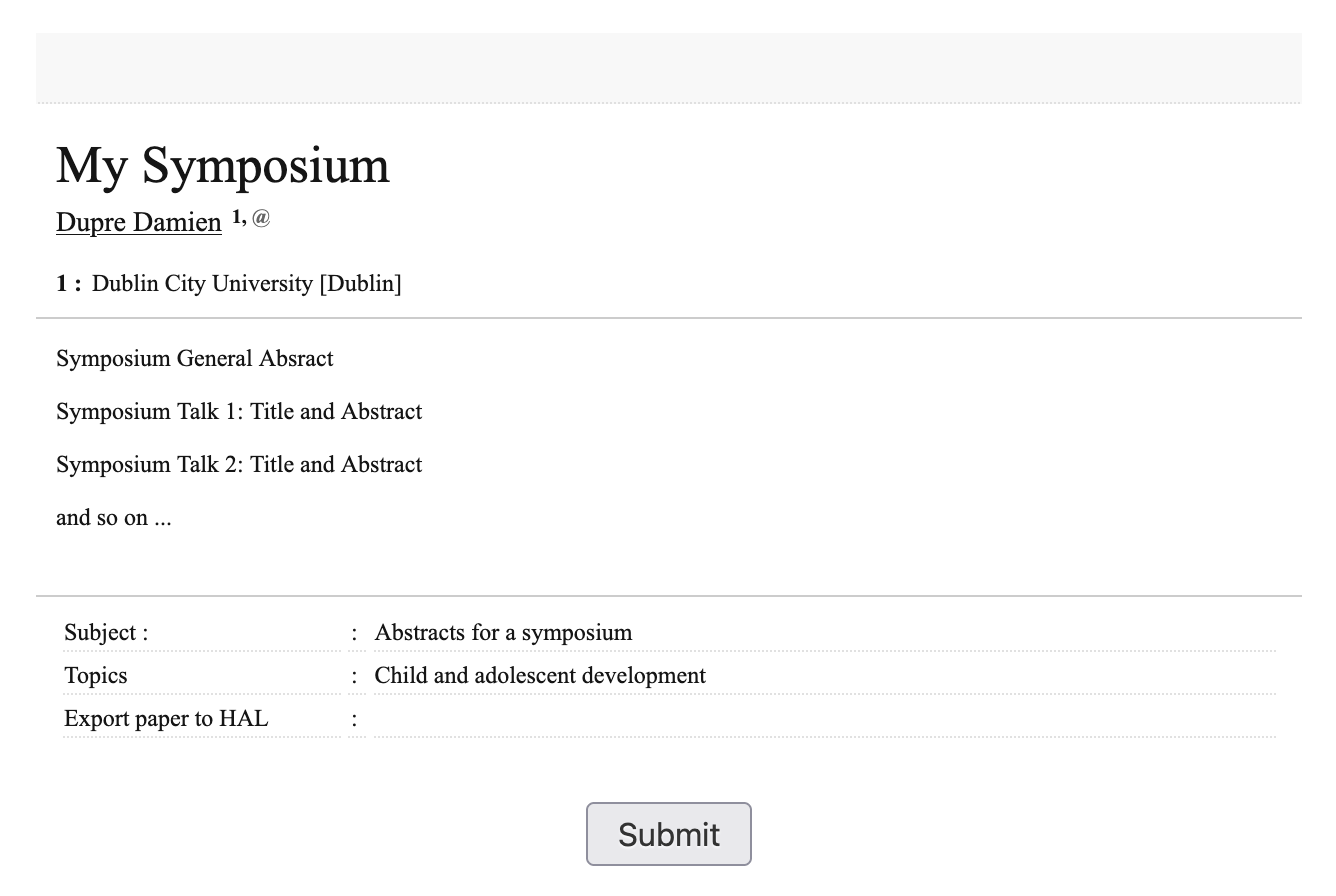 My Symposium
Dupre Damien 1, @
1 : Dublin City University [Dublin]
Symposium General Absract
Symposium Talk 1: Title and Abstract
Symposium Talk 2: Title and Abstract
and so on ...
Subject : : Abstracts for a symposium
Topics : Child and adolescent development
Export paper to HAL :
Submit